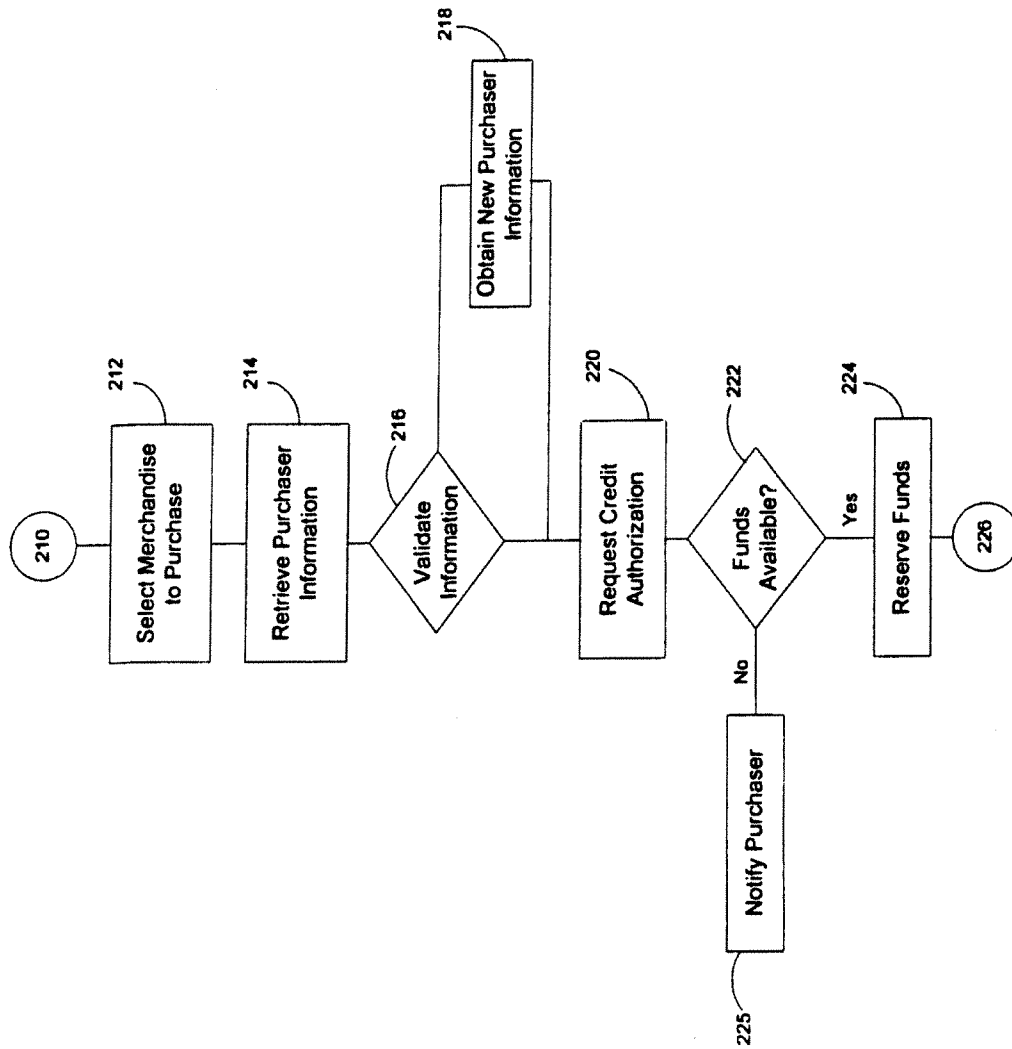 210
212
Select Merchandise
to Purchase
214
Retrieve Purchaser
Information
216
Validate
Information
218
Obtain New Purchaser
Information
220
Request Credit
Authorization
222
Funds
Available?
No
Yes
225
Notify Purchaser
224
Reserve Funds
226